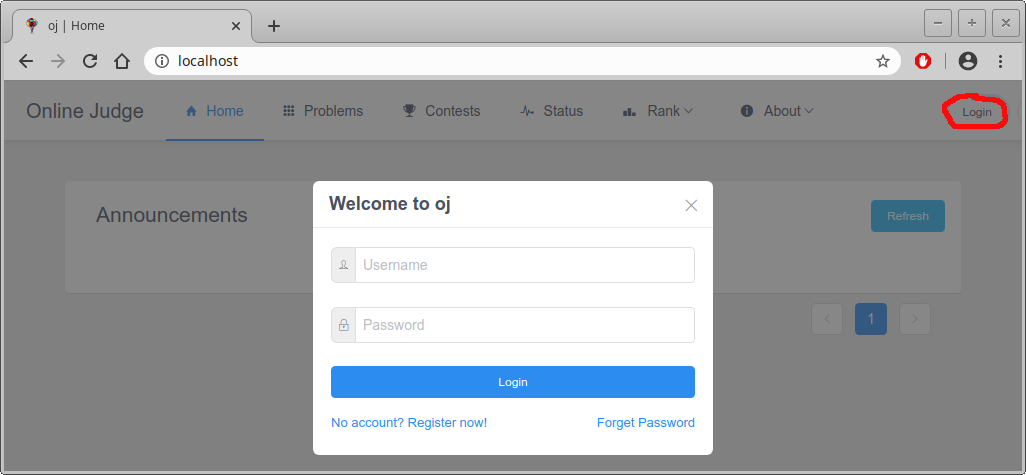 oj | Home
localhost
Online Judge Home Problems Contests Status Rank About Login
Welcome to oj
Announcements
Refresh
Username
Password
1
Login
No account? Register now! Forget Password